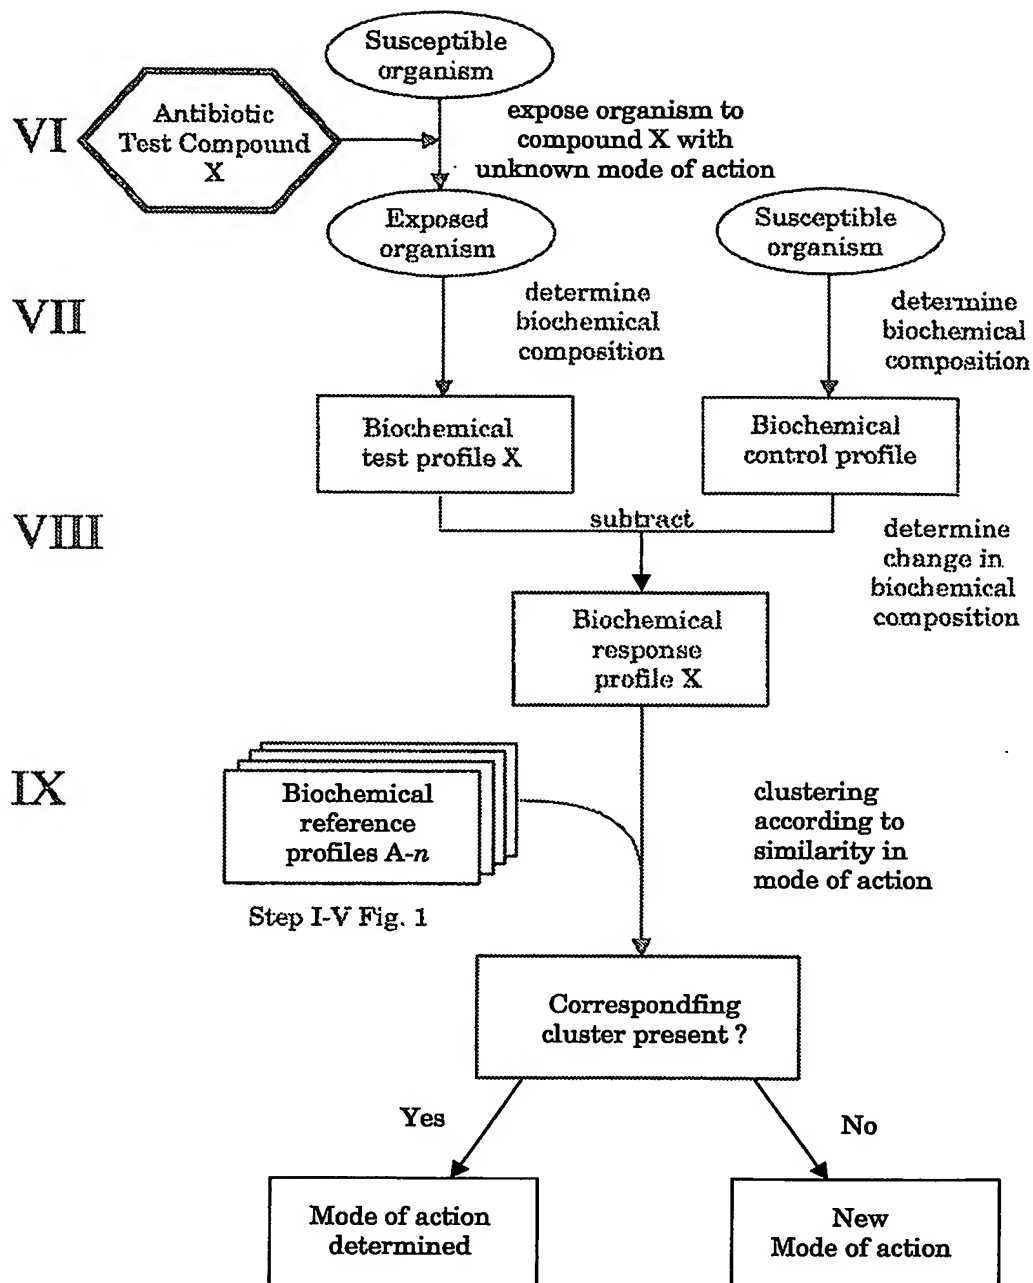 Susceptible
organism
VI
Antibiotic
Test Compound
X
expose organism to
compound X with
unknown mode of action
Exposed
organism
Susceptible
organism
VII
determine
biochemical
composition
determine
biochemical
composition
Biochemical
test profile X
Biochemical
control profile
VIII
subtract
determine
change in
biochemical
composition
Biochemical
response
profile X
IX
Biochemical
reference
profiles A-n
clustering
according to
similarity in
mode of action
Step I-V Fig. 1
Correspondfing
cluster present ?
Yes
No
Mode of action
determined
New
Mode of action